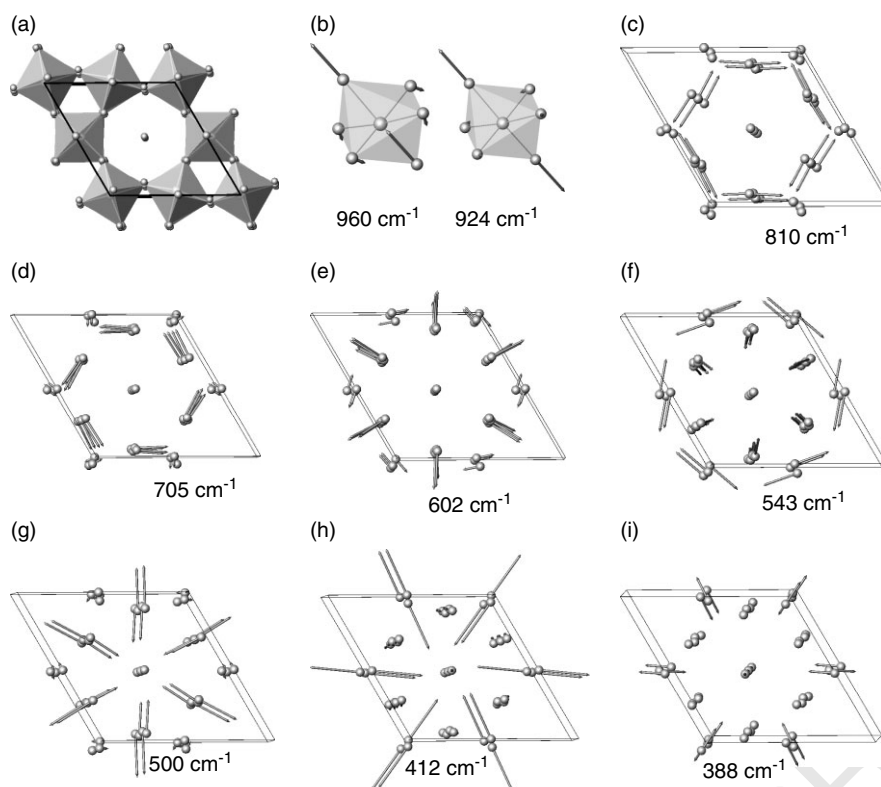 (a)
(b)
(c)
960 cm⁻¹
924 cm⁻¹
810 cm⁻¹
(d)
(e)
(f)
705 cm⁻¹
602 cm⁻¹
543 cm⁻¹
(g)
(h)
(i)
500 cm⁻¹
412 cm⁻¹
388 cm⁻¹